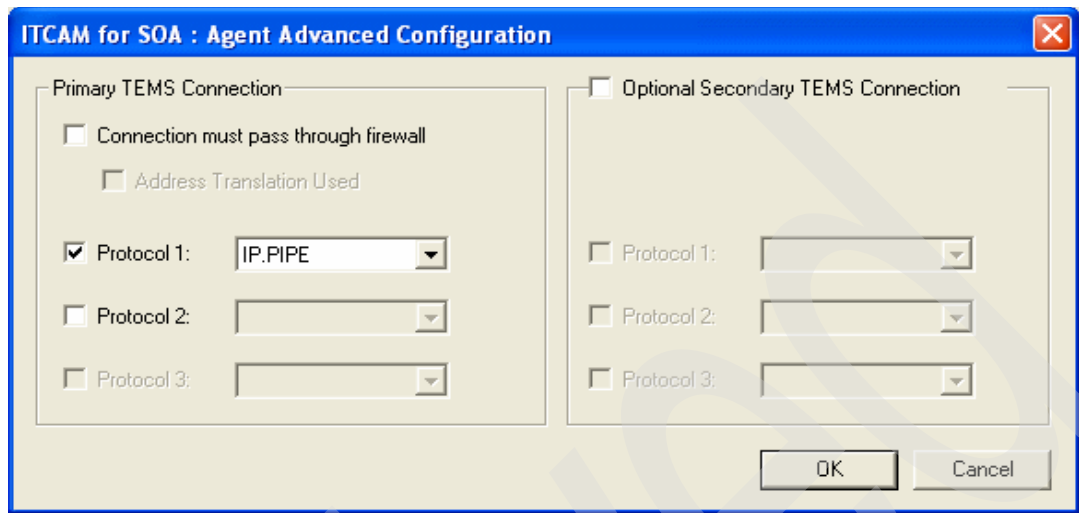 ITCAM for SOA : Agent Advanced Configuration
Primary TEMS Connection
Connection must pass through firewall
Address Translation Used
Protocol 1: IP.PIPE
Protocol 2:
Protocol 3:
Optional Secondary TEMS Connection
Protocol 1:
Protocol 2:
Protocol 3:
OK Cancel